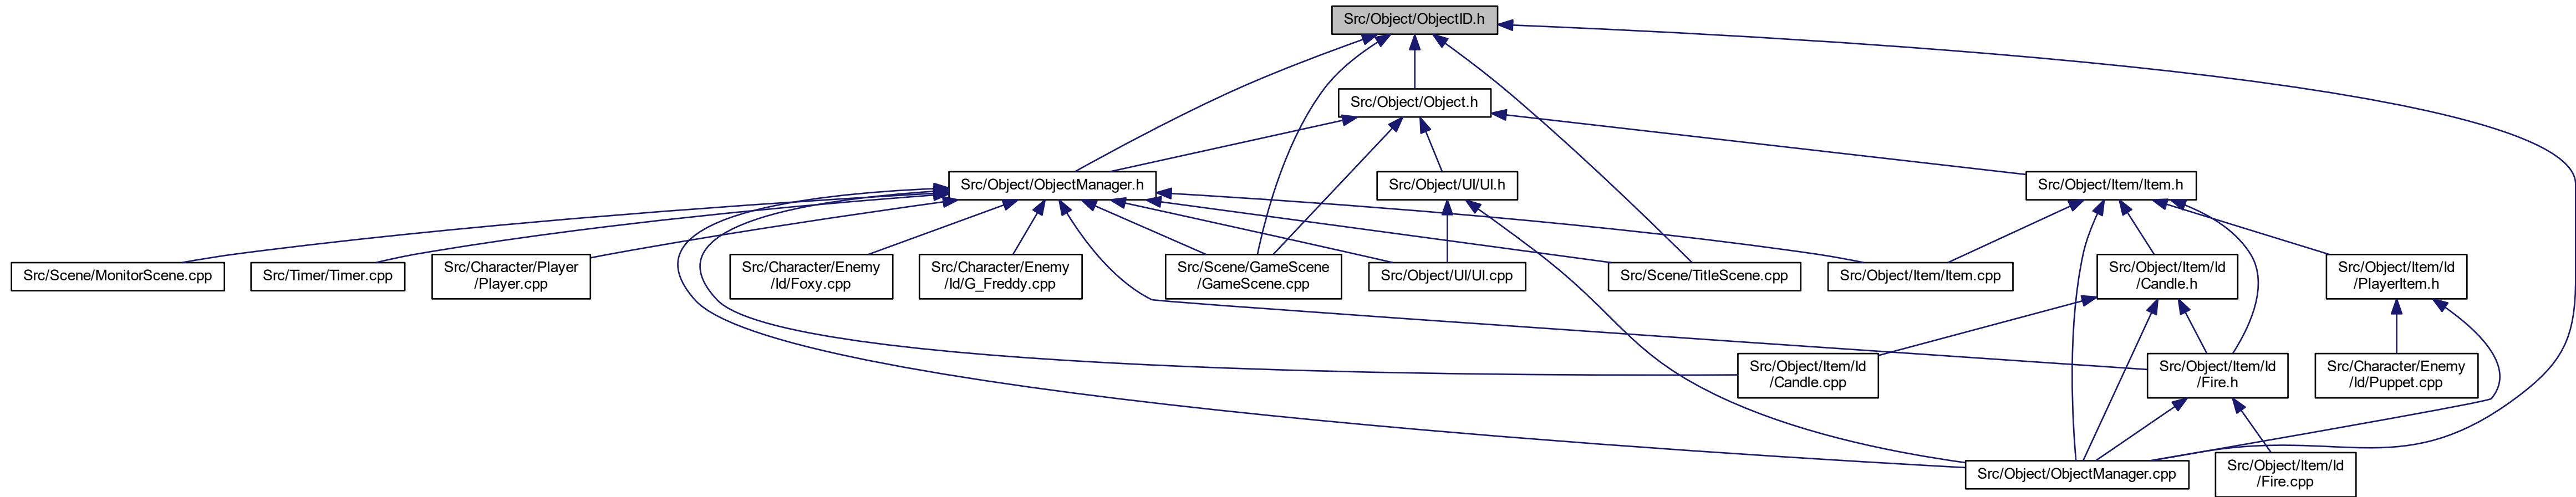 Src/Object/ObjectID.h
Src/Object/Object.h
Src/Object/ObjectManager.h
Src/Object/UI/UI.h
Src/Object/Item/Item.h
Src/Scene/MonitorScene.cpp
Src/Timer/Timer.cpp
Src/Character/Player
/Player.cpp
Src/Character/Enemy
/Id/Foxy.cpp
Src/Character/Enemy
/Id/G_Freddy.cpp
Src/Scene/GameScene
/GameScene.cpp
Src/Object/UI/UI.cpp
Src/Scene/TitleScene.cpp
Src/Object/Item/Item.cpp
Src/Object/Item/Id
/Candle.h
Src/Object/Item/Id
/PlayerItem.h
Src/Object/Item/Id
/Candle.cpp
Src/Object/Item/Id
/Fire.h
Src/Character/Enemy
/Id/Puppet.cpp
Src/Object/ObjectManager.cpp
Src/Object/Item/Id
/Fire.cpp